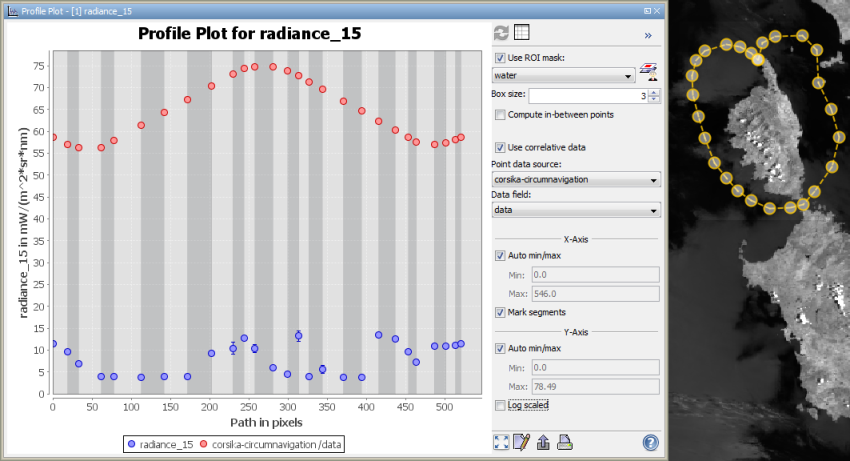 Profile Plot - [1] radiance_15
Profile Plot for radiance_15
»
Use ROI mask:
water
Box size:
3
Compute in-between points
Use correlative data
Point data source:
corsika-circumnavigation
Data field:
data
X-Axis
Auto min/max
Min: 0.0
Max: 546.0
Mark segments
Y-Axis
Auto min/max
Min: 0.0
Max: 78.49
Log scaled
?
radiance_15 in mW/(m^2*sr*nm)
75
70
65
60
55
50
45
40
35
30
25
20
15
10
5
0
0 50 100 150 200 250 300 350 400 450 500
Path in pixels
radiance_15 corsika-circumnavigation/data